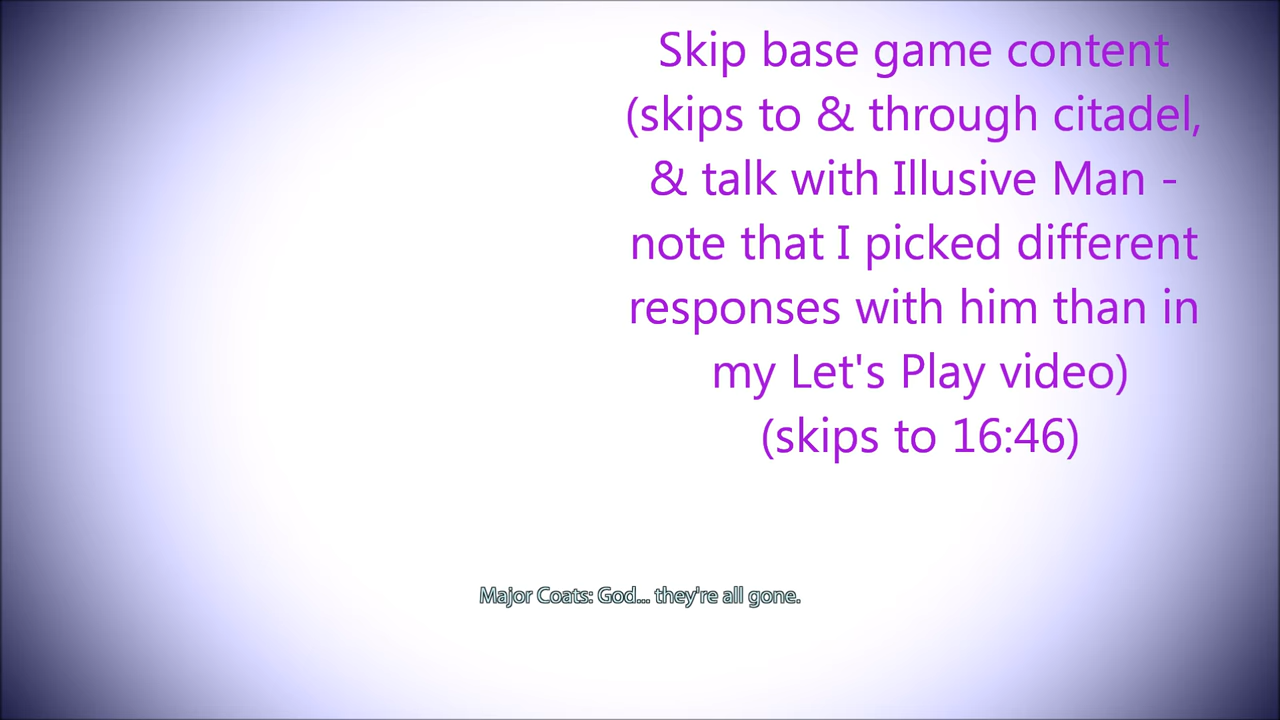 Skip base game content
(skips to & through citadel,
& talk with Illusive Man -
note that I picked different
responses with him than in
my Let's Play video)
(skips to 16:46)
Major Coats: God... they're all gone.